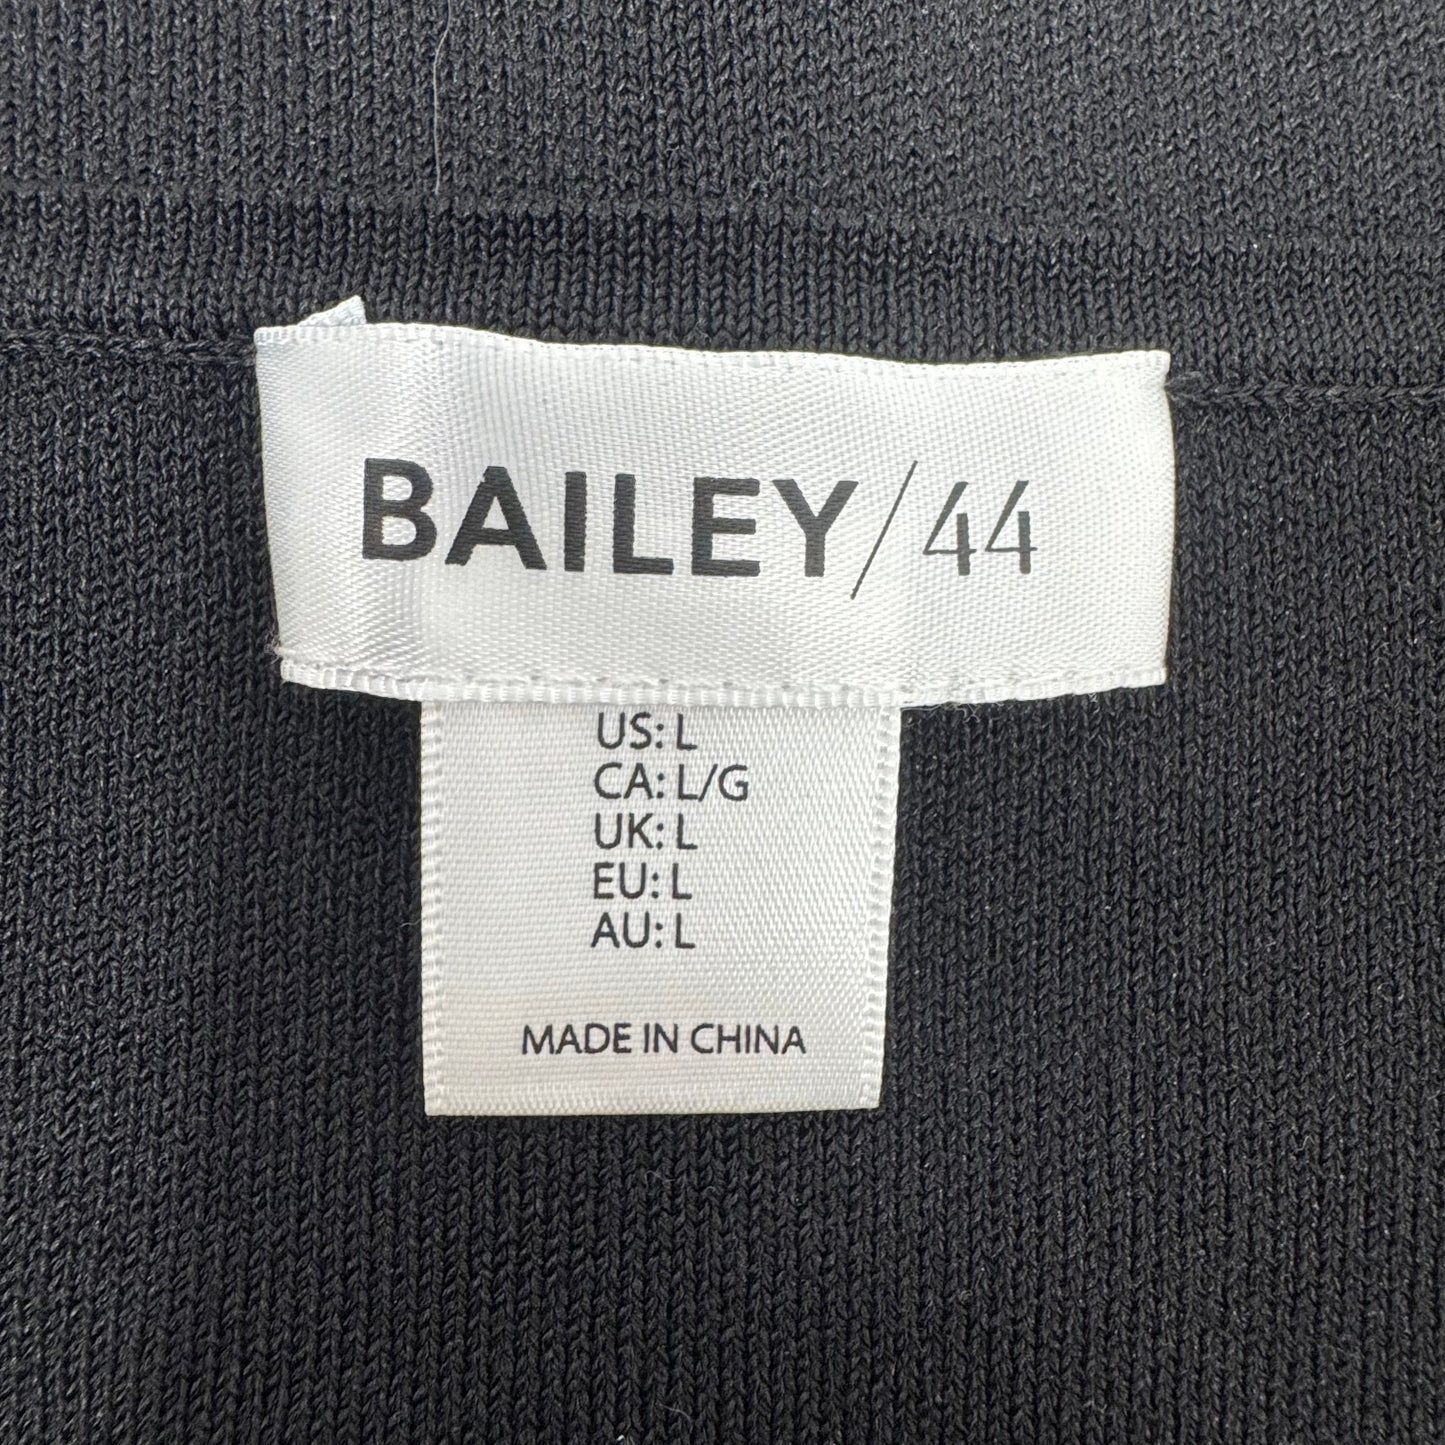 BAILEY/44
US: L
CA: L/G
UK: L
EU: L
AU: L
MADE IN CHINA